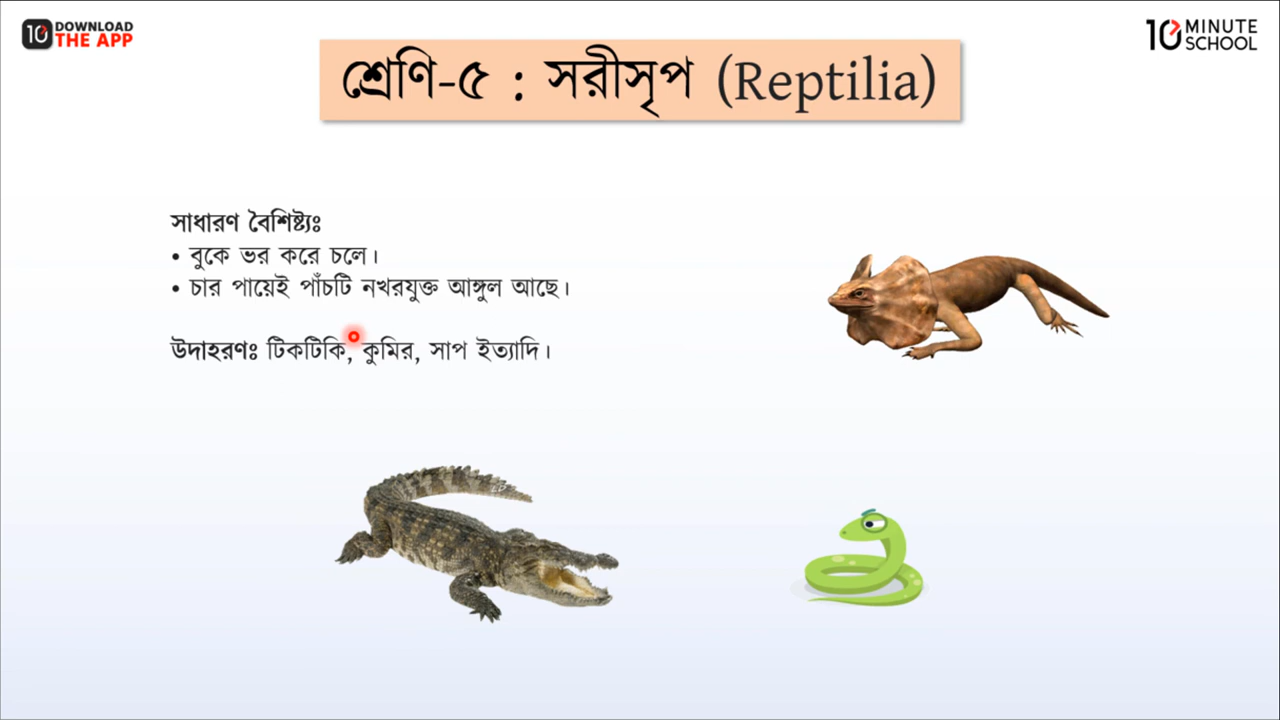 10 DOWNLOAD THE APP
10 MINUTE SCHOOL
শ্রেণি-৫ : সরীসৃপ (Reptilia)
সাধারণ বৈশিষ্ট্যঃ
• বুকে ভর করে চলে।
• চার পায়েই পাঁচটি নখরযুক্ত আঙ্গুল আছে।
উদাহরণঃ টিকটিকি, কুমির, সাপ ইত্যাদি।